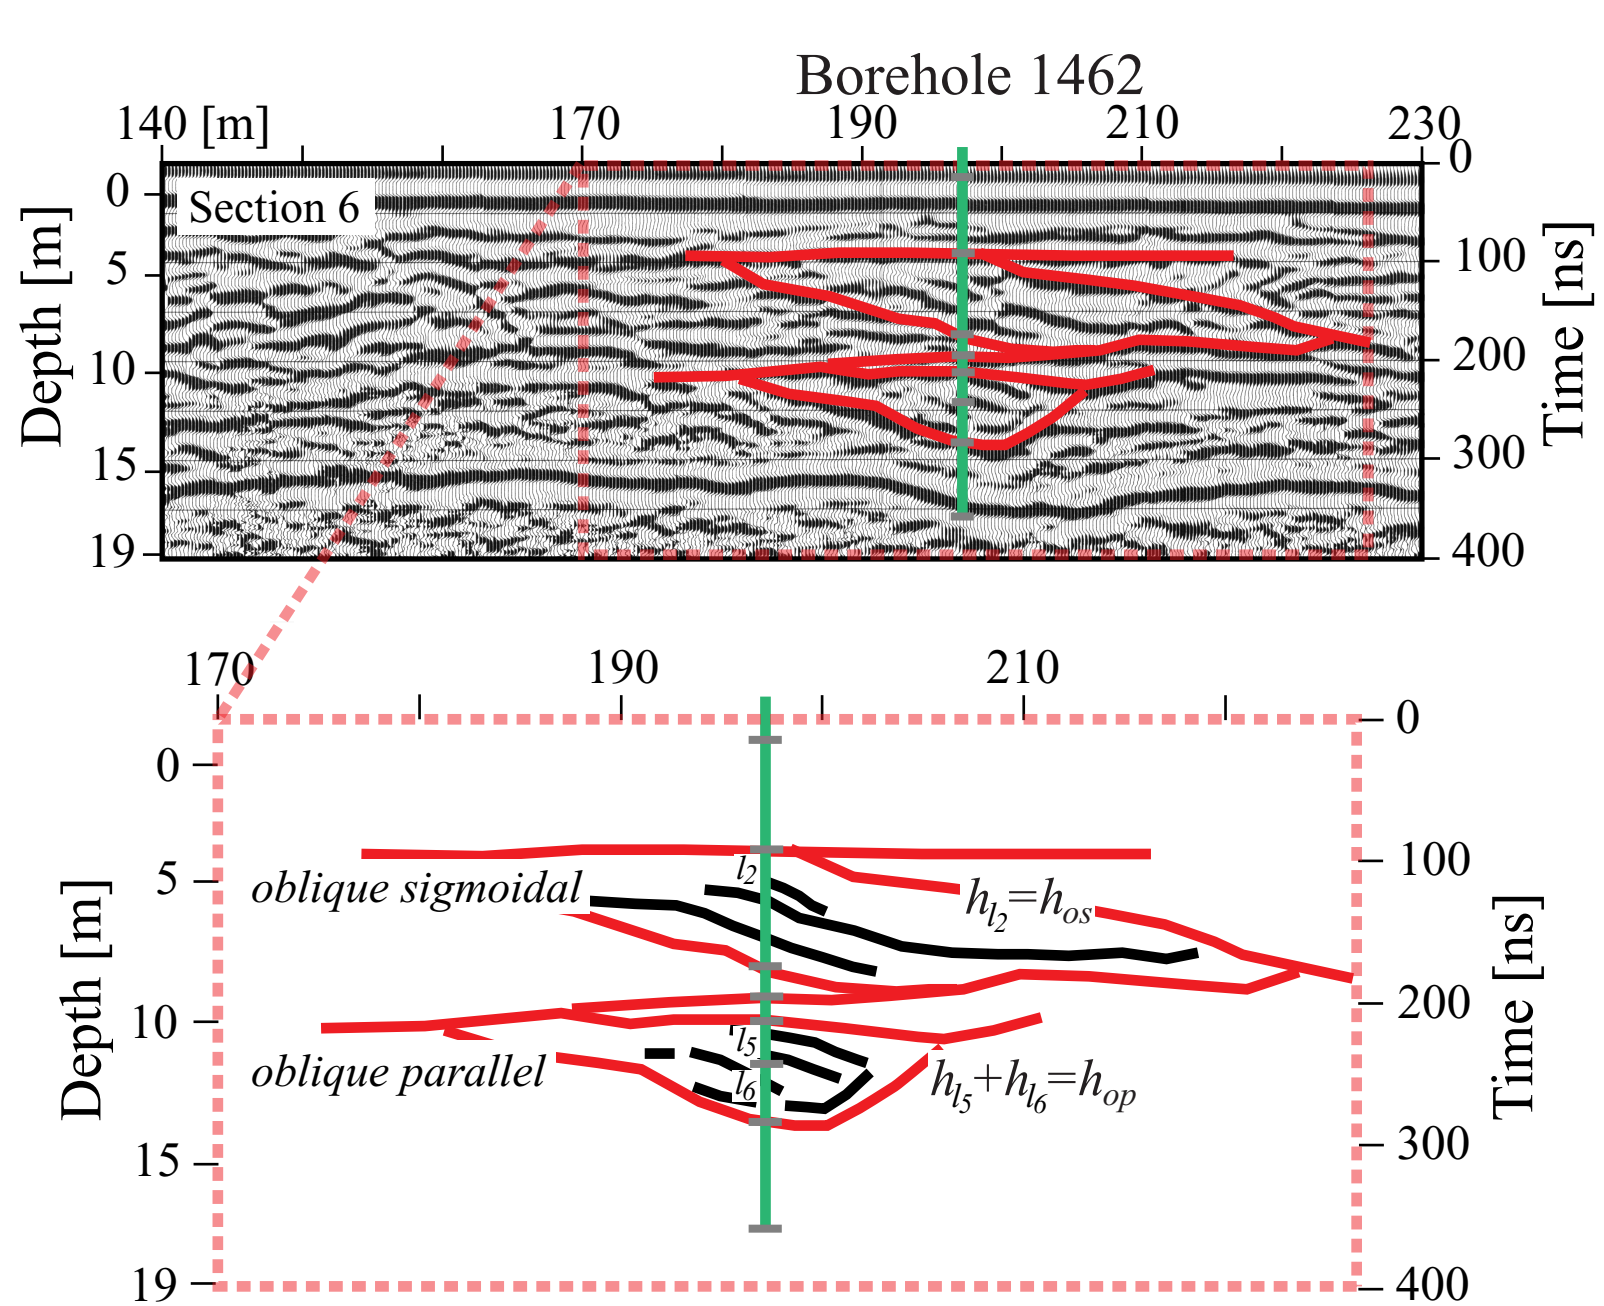 Borehole 1462
140 [m] 170 190 210 230
Section 6
0
5
10
15
19
Depth [m]
0
100
200
300
400
Time [ns]
170 190 210
0
5
10
15
19
Depth [m]
0
100
200
300
400
Time [ns]
l2
oblique sigmoidal
hl2=hos
l5
oblique parallel
l6
hl5+hl6=hop